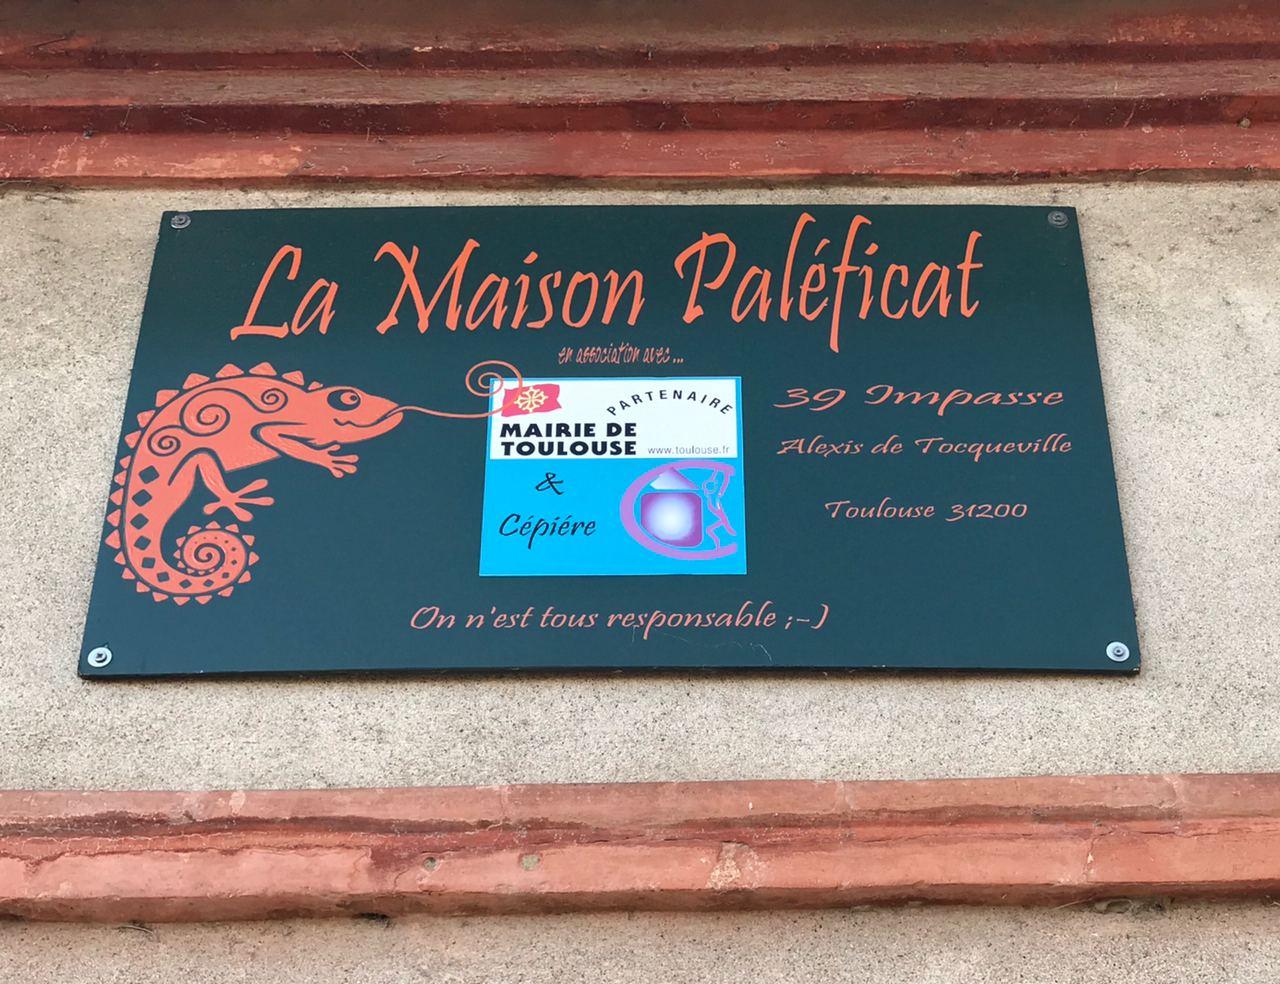 La Maison Paléficat
en association avec...
PARTENAIRE
MAIRIE DE
TOULOUSE
www.toulouse.fr
&
Cépiére
39 Impasse
Alexis de Tocqueville
Toulouse 31200
On n'est tous responsable ;-)